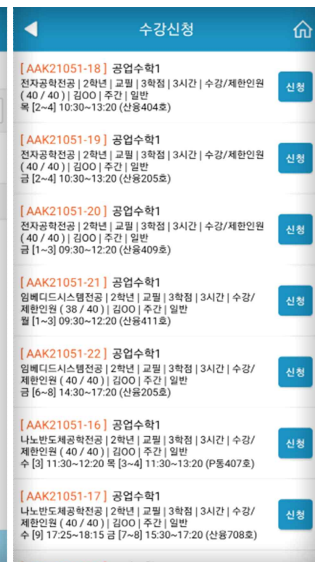 수강신청
[AAK21051-18] 공업수학1
전자공학전공 | 2학년 | 교필 | 3학점 | 3시간 | 수강/제한인원
( 40 / 40 ) | 김OO | 주간 | 일반
목 [2~4] 10:30~13:20 (산융404호)
신청
[AAK21051-19] 공업수학1
전자공학전공 | 2학년 | 교필 | 3학점 | 3시간 | 수강/제한인원
( 40 / 40 ) | 김OO | 주간 | 일반
금 [2~4] 10:30~13:20 (산융205호)
신청
[AAK21051-20] 공업수학1
전자공학전공 | 2학년 | 교필 | 3학점 | 3시간 | 수강/제한인원
( 40 / 40 ) | 김OO | 주간 | 일반
금 [1~3] 09:30~12:20 (산융409호)
신청
[AAK21051-21] 공업수학1
임베디드시스템전공 | 2학년 | 교필 | 3학점 | 3시간 | 수강/
제한인원 ( 38 / 40 ) | 김OO | 주간 | 일반
월 [1~3] 09:30~12:20 (산융411호)
신청
[AAK21051-22] 공업수학1
임베디드시스템전공 | 2학년 | 교필 | 3학점 | 3시간 | 수강/
제한인원 ( 40 / 40 ) | 김OO | 주간 | 일반
금 [6~8] 14:30~17:20 (산융205호)
신청
[AAK21051-16] 공업수학1
나노반도체공학전공 | 2학년 | 교필 | 3학점 | 3시간 | 수강/
제한인원 ( 40 / 40 ) | 김OO | 주간 | 일반
수 [3] 11:30~12:20 목 [3~4] 11:30~13:20 (P동407호)
신청
[AAK21051-17] 공업수학1
나노반도체공학전공 | 2학년 | 교필 | 3학점 | 3시간 | 수강/
제한인원 ( 40 / 40 ) | 김OO | 주간 | 일반
수 [9] 17:25~18:15 금 [7~8] 15:30~17:20 (산융708호)
신청